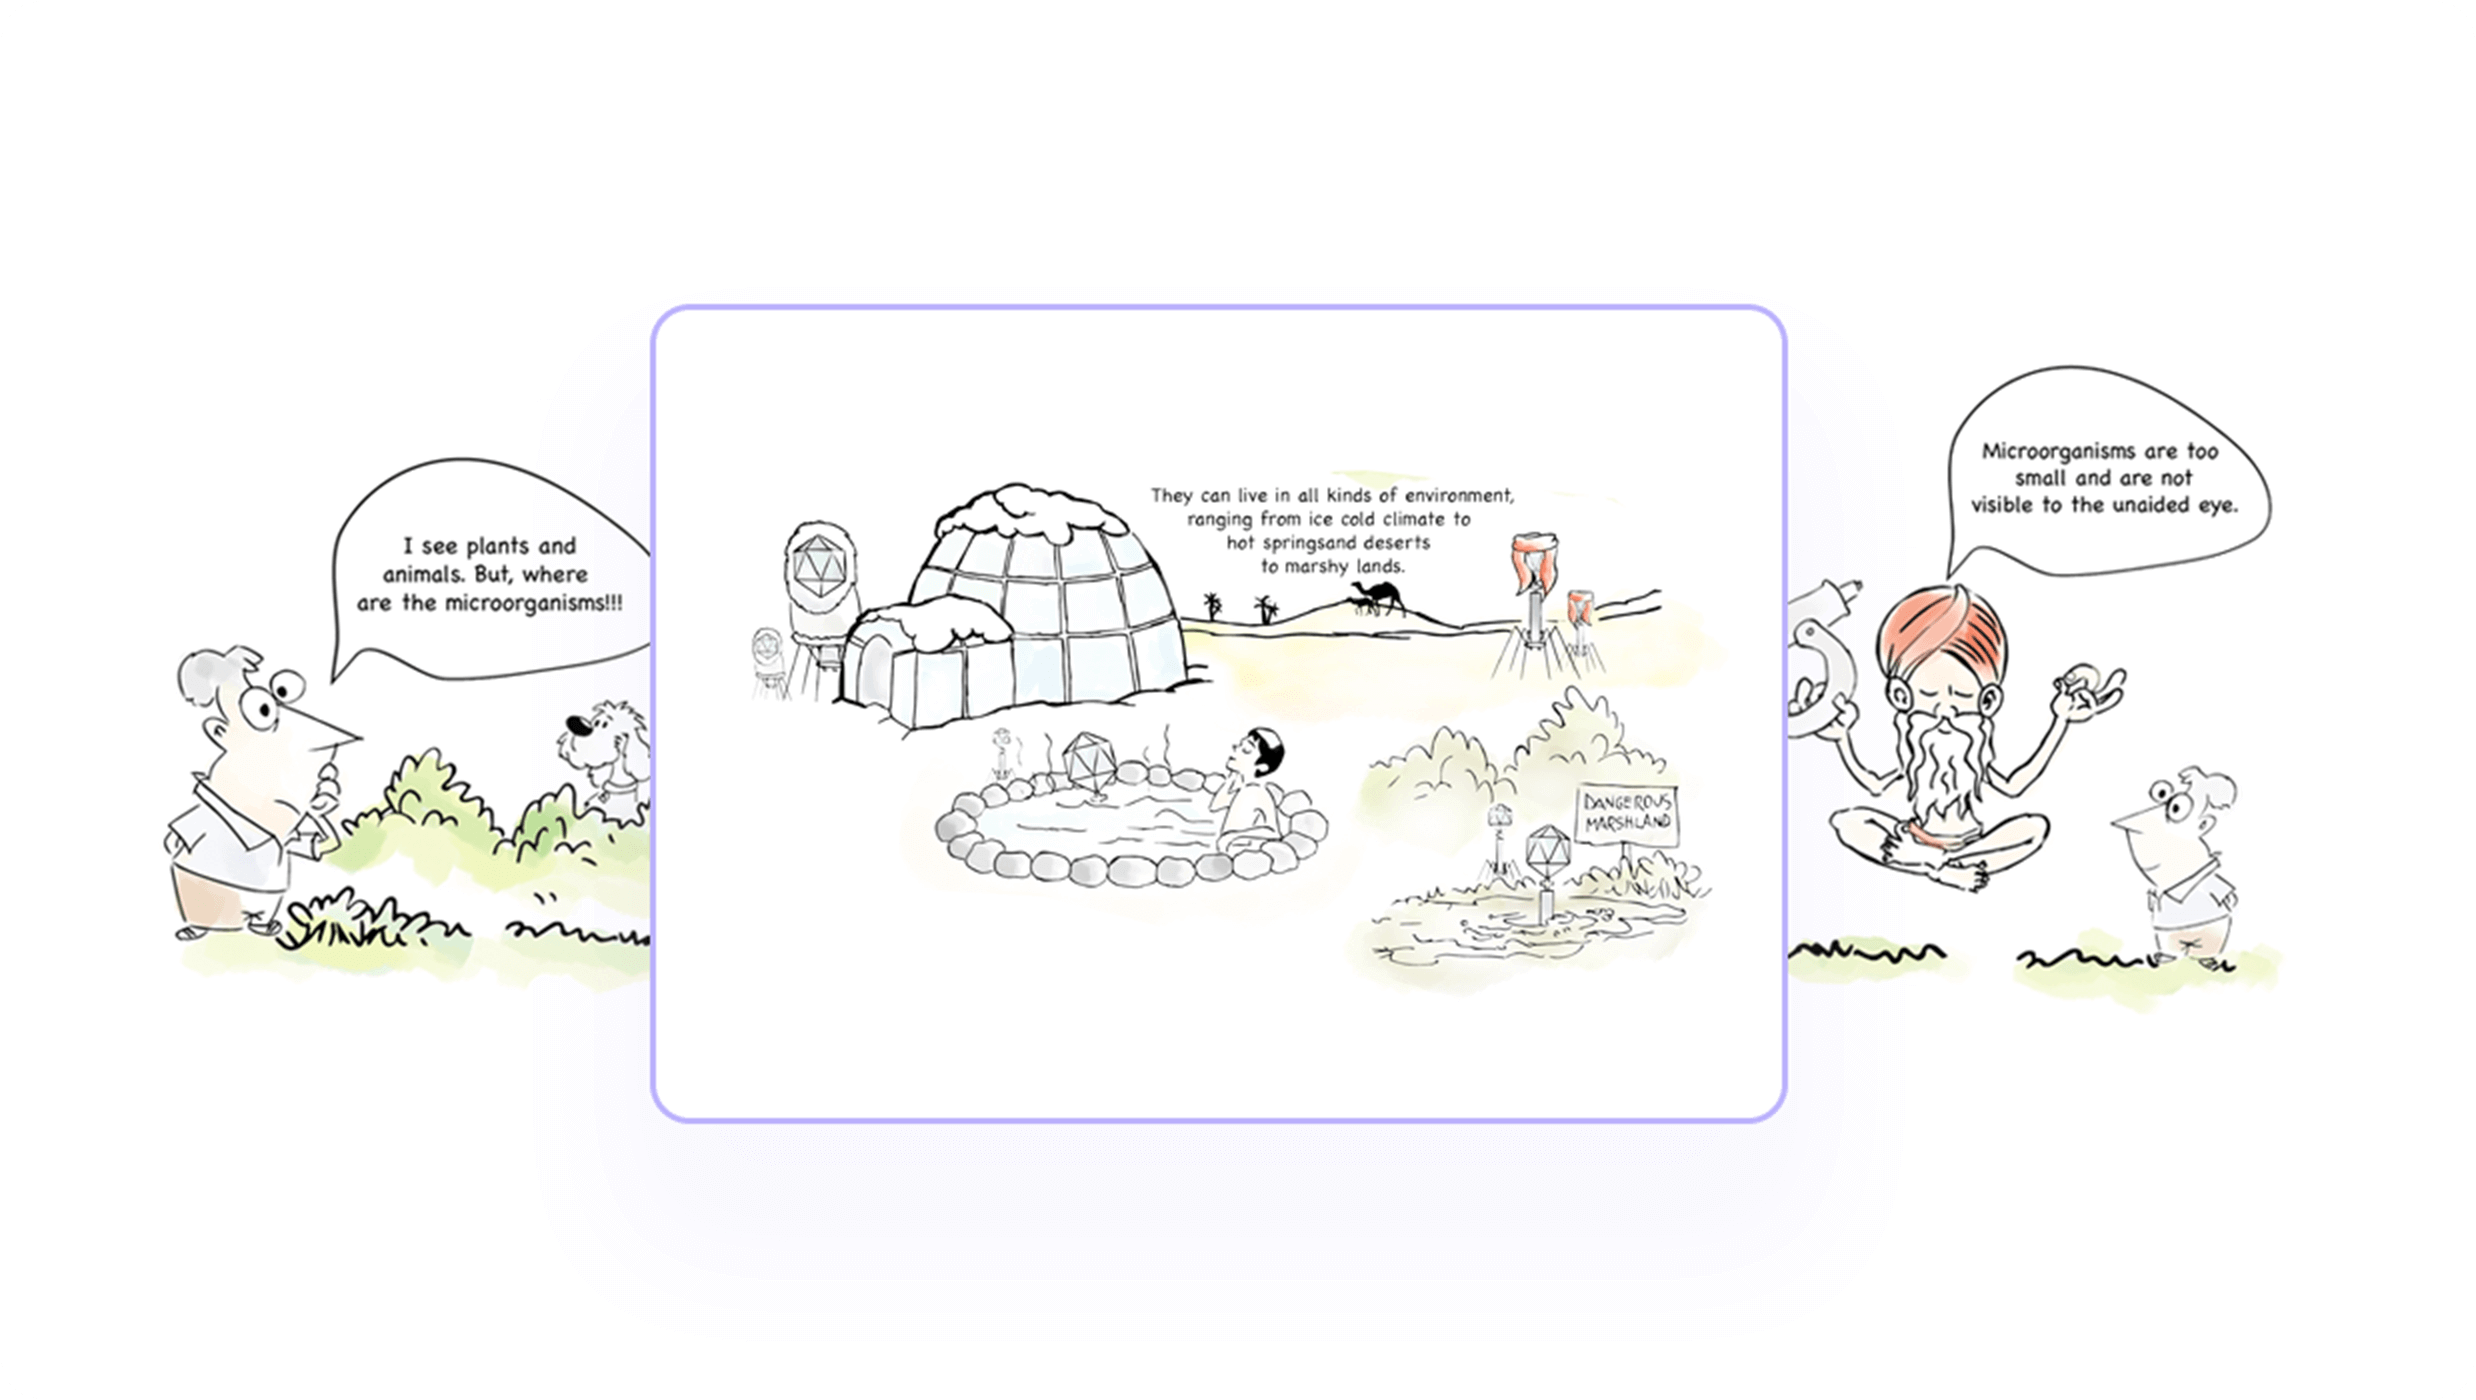 I see plants and
animals. But, where
are the microorganisms!!!
They can live in all kinds of environment,
ranging from ice cold climate to
hot springsand deserts
to marshy lands.
DANGEROUS
MARSHLAND
Microorganisms are too
small and are not
visible to the unaided eye.